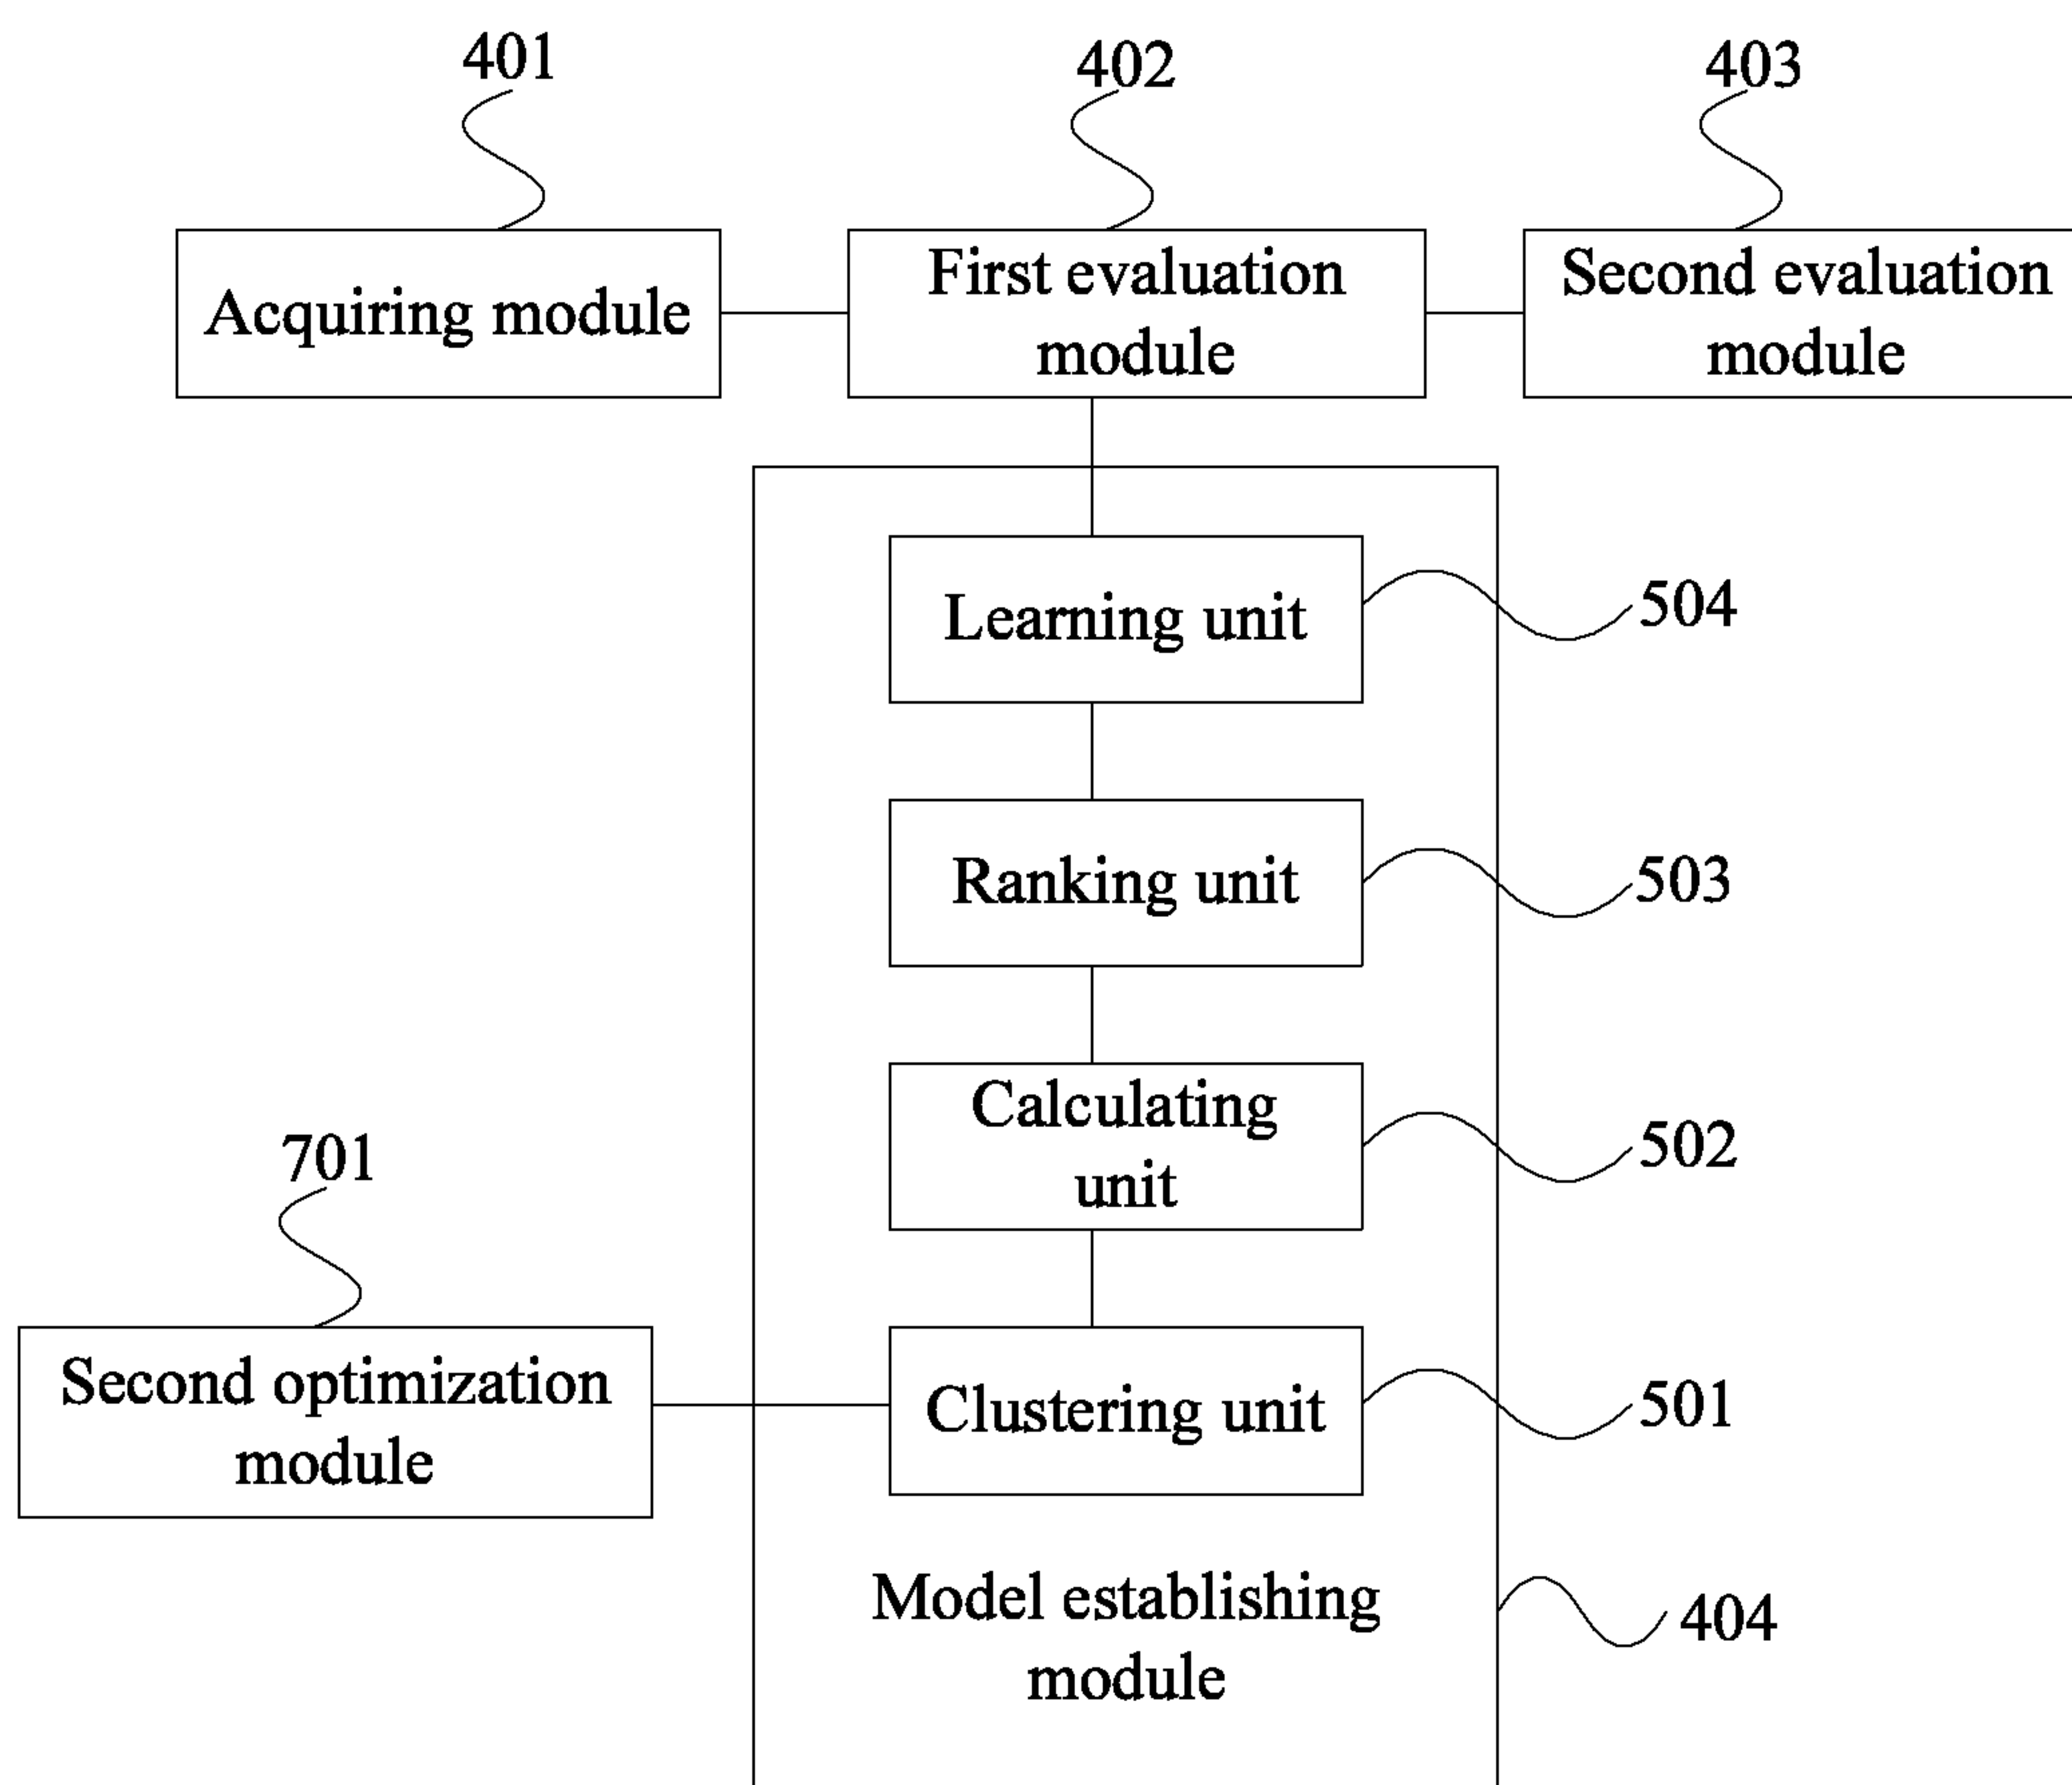 401
402
403
Acquiring module
First evaluation
module
Second evaluation
module
Learning unit
504
Ranking unit
503
Calculating
unit
502
701
Second optimization
module
Clustering unit
501
Model establishing
module
404